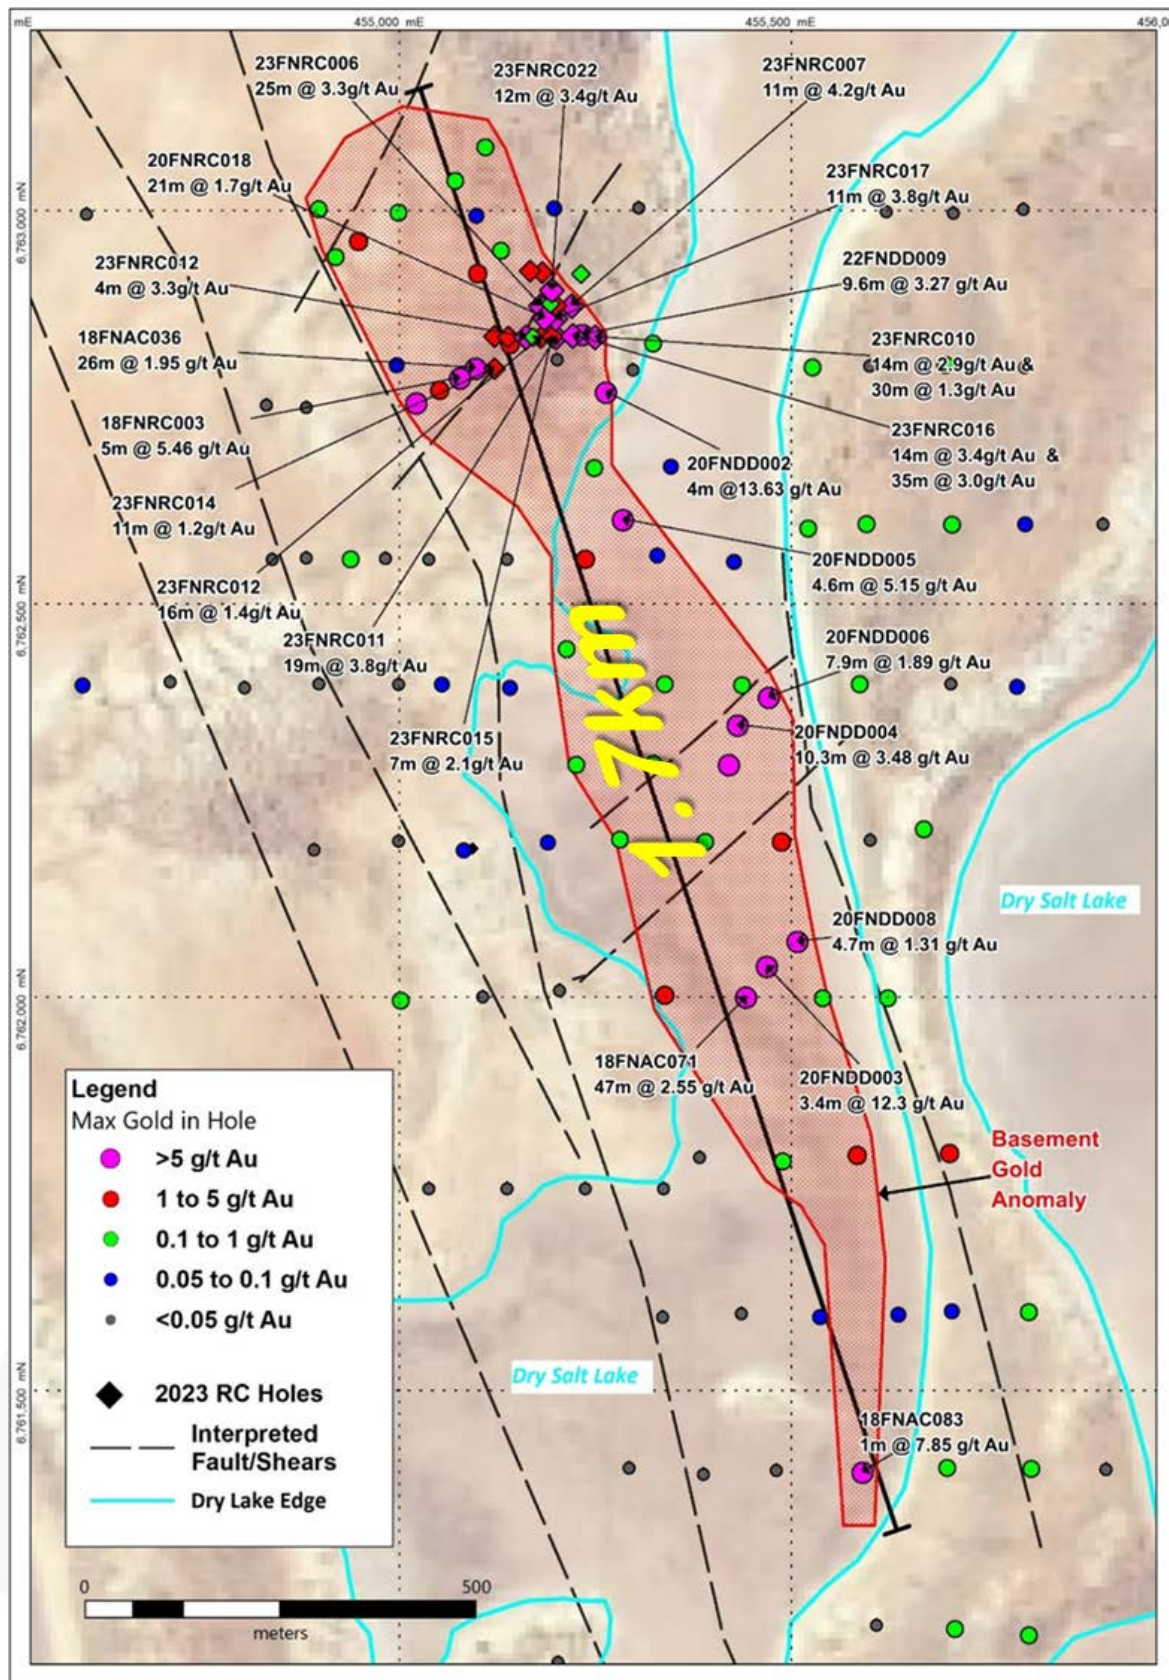 mE
455,000 mE
455,500 mE
456,0
23FNRC006
25m @ 3.3g/t Au
23FNRC022
12m @ 3.4g/t Au
23FNRC007
11m @ 4.2g/t Au
20FNRC018
21m @ 1.7g/t Au
23FNRC017
11m @ 3.8g/t Au
6,763,000 mN
23FNRC012
4m @ 3.3g/t Au
22FNDD009
9.6m @ 3.27 g/t Au
18FNAC036
26m @ 1.95 g/t Au
23FNRC010
14m @ 2.9g/t Au &
30m @ 1.3g/t Au
18FNRC003
5m @ 5.46 g/t Au
23FNRC016
14m @ 3.4g/t Au &
35m @ 3.0g/t Au
20FNDD002
4m @13.63 g/t Au
23FNRC014
11m @ 1.2g/t Au
20FNDD005
4.6m @ 5.15 g/t Au
23FNRC012
16m @ 1.4g/t Au
6,762,500 mN
23FNRC011
19m @ 3.8g/t Au
20FNDD006
7.9m @ 1.89 g/t Au
1.7km
23FNRC015
7m @ 2.1g/t Au
20FNDD004
10.3m @ 3.48 g/t Au
Dry Salt Lake
20FNDD008
4.7m @ 1.31 g/t Au
6,762,000 mN
18FNAC071
47m @ 2.55 g/t Au
20FNDD003
3.4m @ 12.3 g/t Au
Basement
Gold
Anomaly
Legend
Max Gold in Hole
>5 g/t Au
1 to 5 g/t Au
0.1 to 1 g/t Au
0.05 to 0.1 g/t Au
<0.05 g/t Au
2023 RC Holes
Interpreted
Fault/Shears
Dry Lake Edge
Dry Salt Lake
6,761,500 mN
18FNAC083
1m @ 7.85 g/t Au
0
500
meters